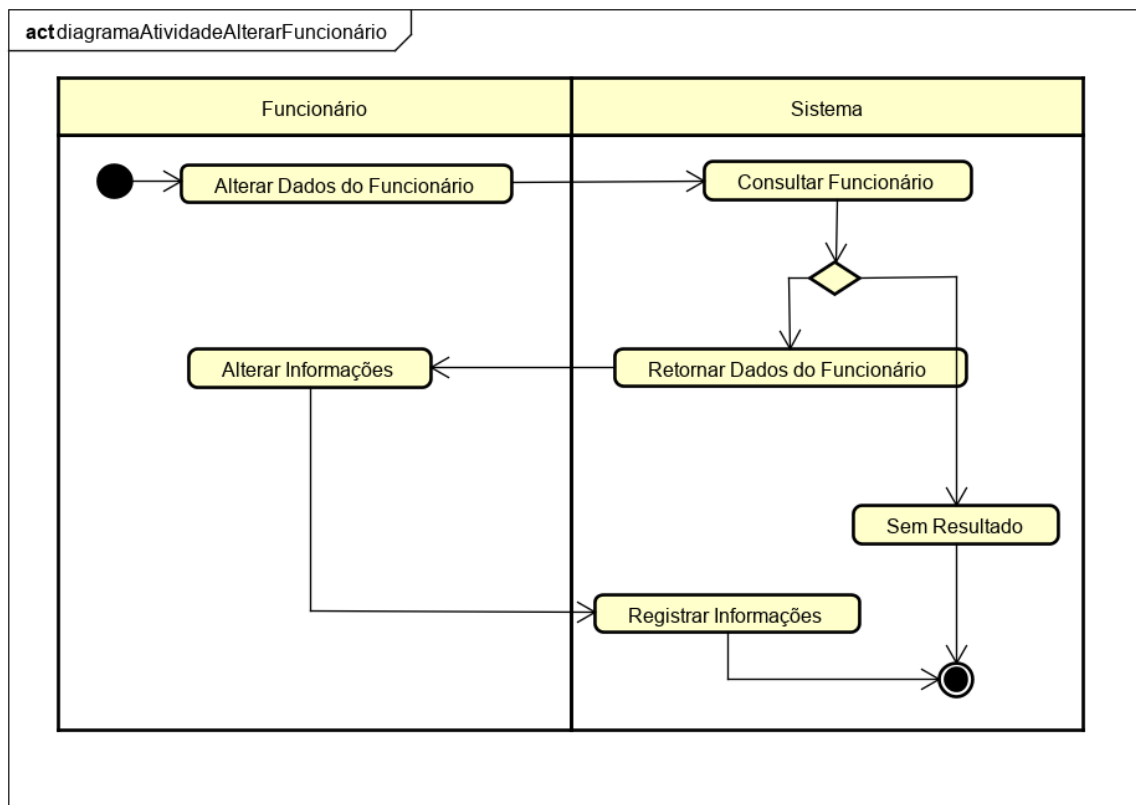 act diagramaAtividadeAlterarFuncionário
Funcionário
Sistema
Alterar Dados do Funcionário
Consultar Funcionário
Alterar Informações
Retornar Dados do Funcionário
Sem Resultado
Registrar Informações